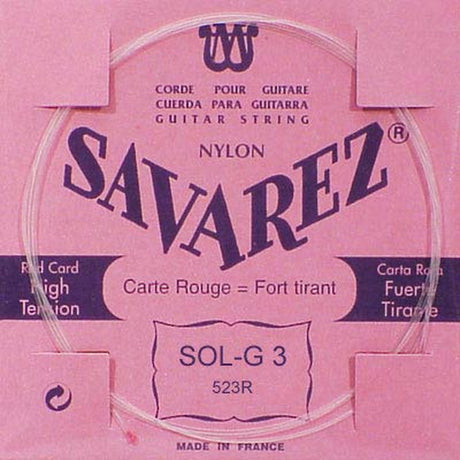 CORDE POUR GUITARE
CUERDA PARA GUITARRA
GUITAR STRING
NYLON
SAVAREZ®
Red Card
High
Tension
Carte Rouge = Fort tirant
Carta Roja
Fuerte
Tirante
SOL-G 3
523R
MADE IN FRANCE